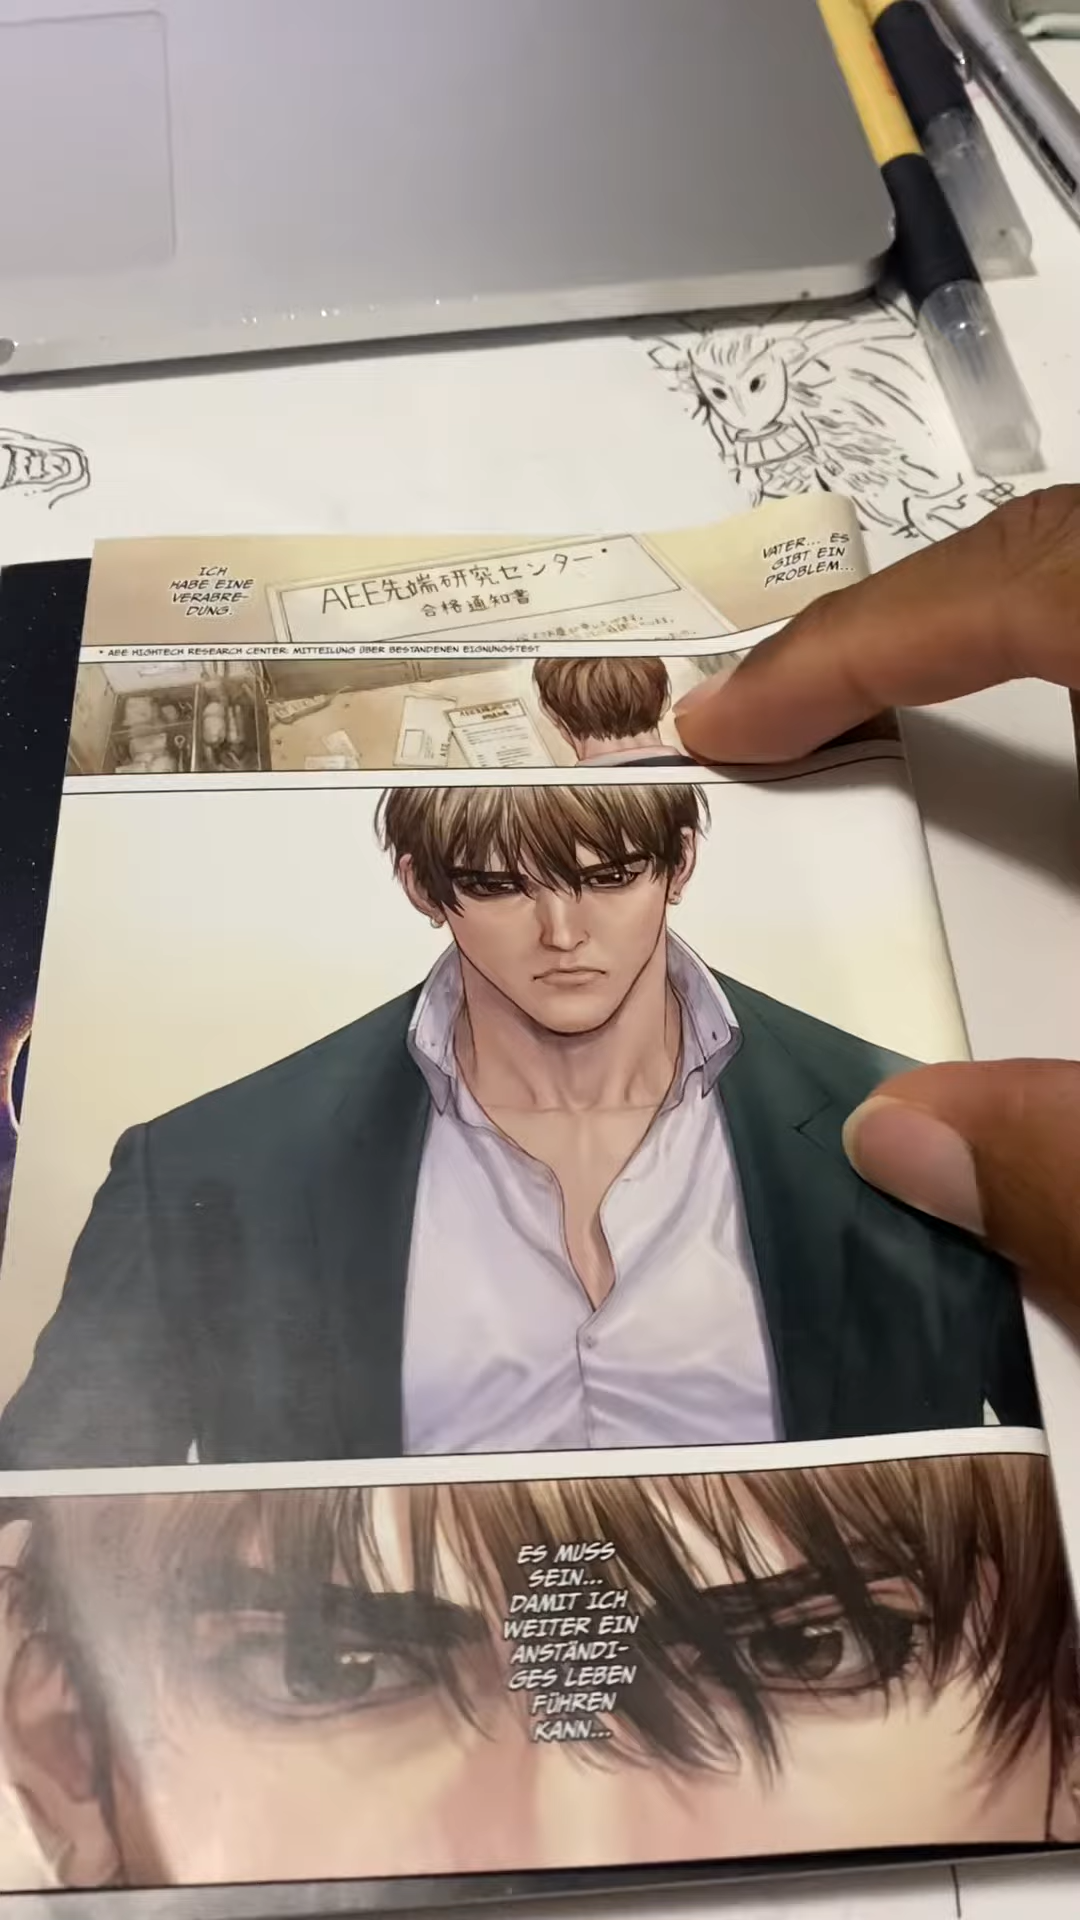 VATER... ES
GIBT EIN
PROBLEM...
ICH
HABE EINE
VERABRE-
DUNG.
AEE先端研究センター*
合格通知書
* AEE HIGHTECH RESEARCH CENTER: MITTEILUNG ÜBER BESTANDENEN EIGNUNGSTEST
ES MUSS
SEIN...
DAMIT ICH
WEITER EIN
ANSTÄNDI-
GES LEBEN
FÜHREN
KANN...